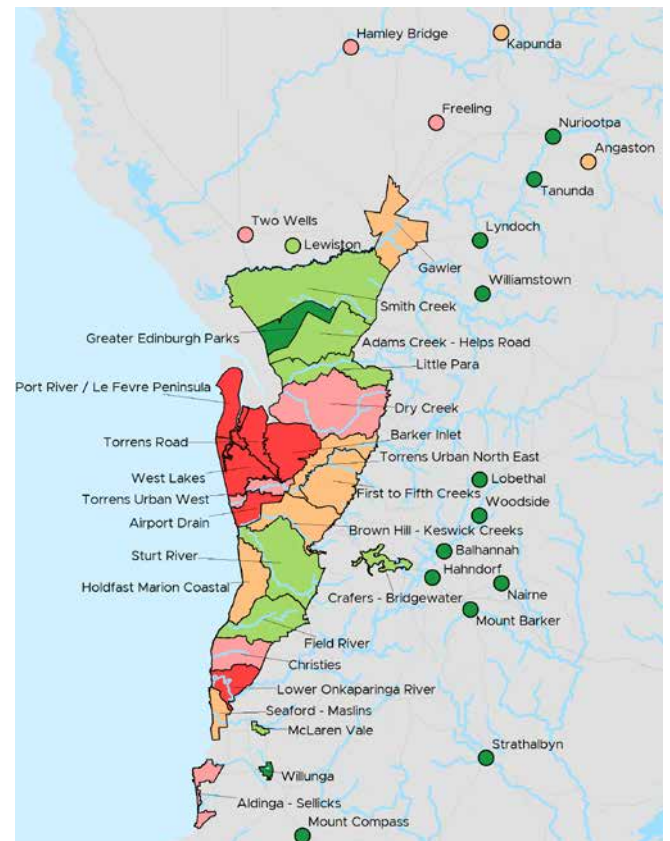 Hamley Bridge
Kapunda
Freeling
Nuriootpa
Angaston
Tanunda
Two Wells
Lewiston
Lyndoch
Gawler
Williamstown
Smith Creek
Greater Edinburgh Parks
Adams Creek - Helps Road
Little Para
Port River / Le Fevre Peninsula
Dry Creek
Torrens Road
Barker Inlet
Torrens Urban North East
West Lakes
Lobethal
Torrens Urban West
First to Fifth Creeks
Woodside
Airport Drain
Brown Hill - Keswick Creeks
Sturt River
Balhannah
Holdfast Marion Coastal
Hahndorf
Nairne
Crafers - Bridgewater
Mount Barker
Field River
Christies
Lower Onkaparinga River
Seaford - Maslins
McLaren Vale
Strathalbyn
Willunga
Aldinga - Sellicks
Mount Compass